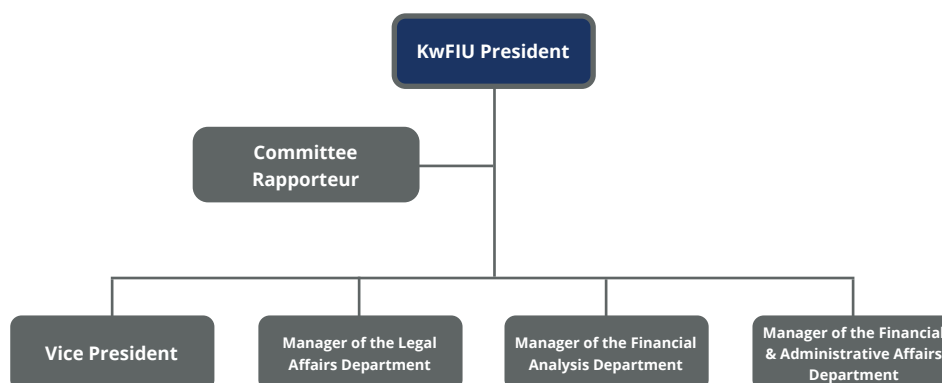 KwFIU President
Committee
Rapporteur
Vice President
Manager of the Legal
Affairs Department
Manager of the Financial
Analysis Department
Manager of the Financial
& Administrative Affairs
Department